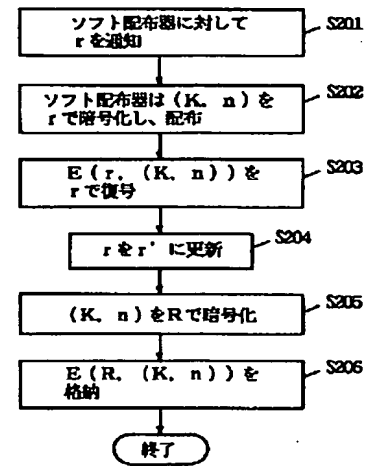 ソフト配布器に対して
rを通知
S201
ソフト配布器は(K, n)を
rで暗号化し、配布
S202
E(r, (K, n))を
rで復号
S203
rをr'に更新
S204
(K, n)をRで暗号化
S205
E(R, (K, n))を
格納
S206
終了